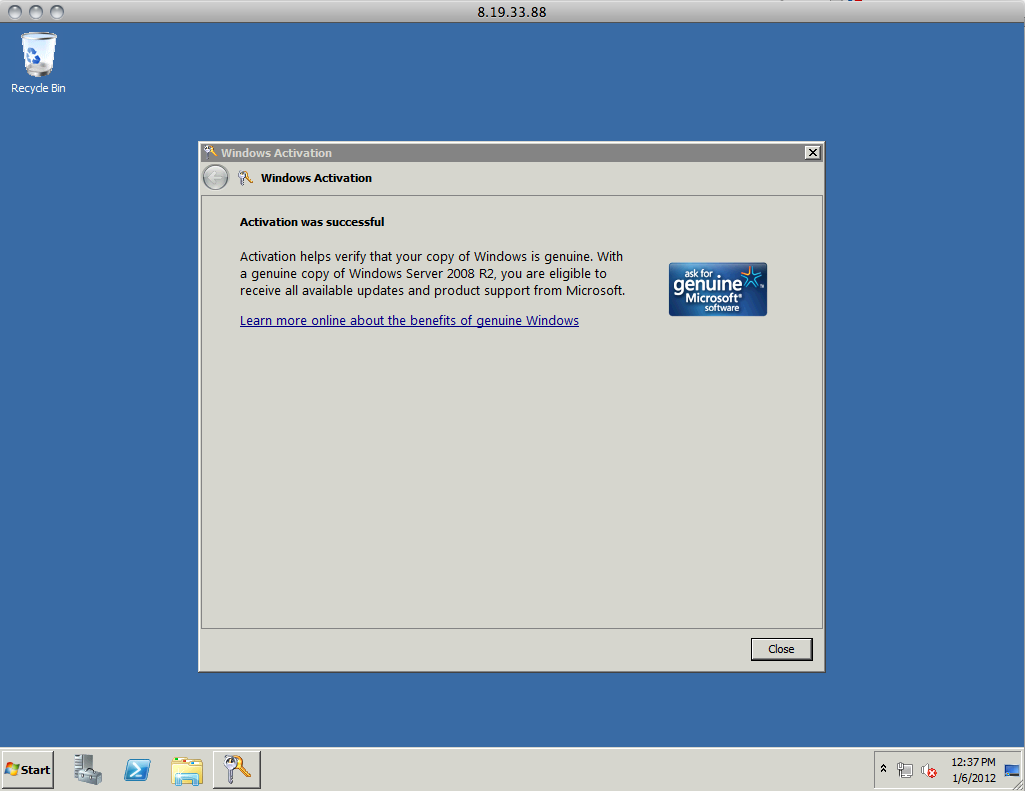 8.19.33.88
Recycle Bin
Windows Activation
Windows Activation
Activation was successful
Activation helps verify that your copy of Windows is genuine. With
a genuine copy of Windows Server 2008 R2, you are eligible to
receive all available updates and product support from Microsoft.
Learn more online about the benefits of genuine Windows
ask for
genuine
Microsoft®
software
Close
Start
12:37 PM
1/6/2012